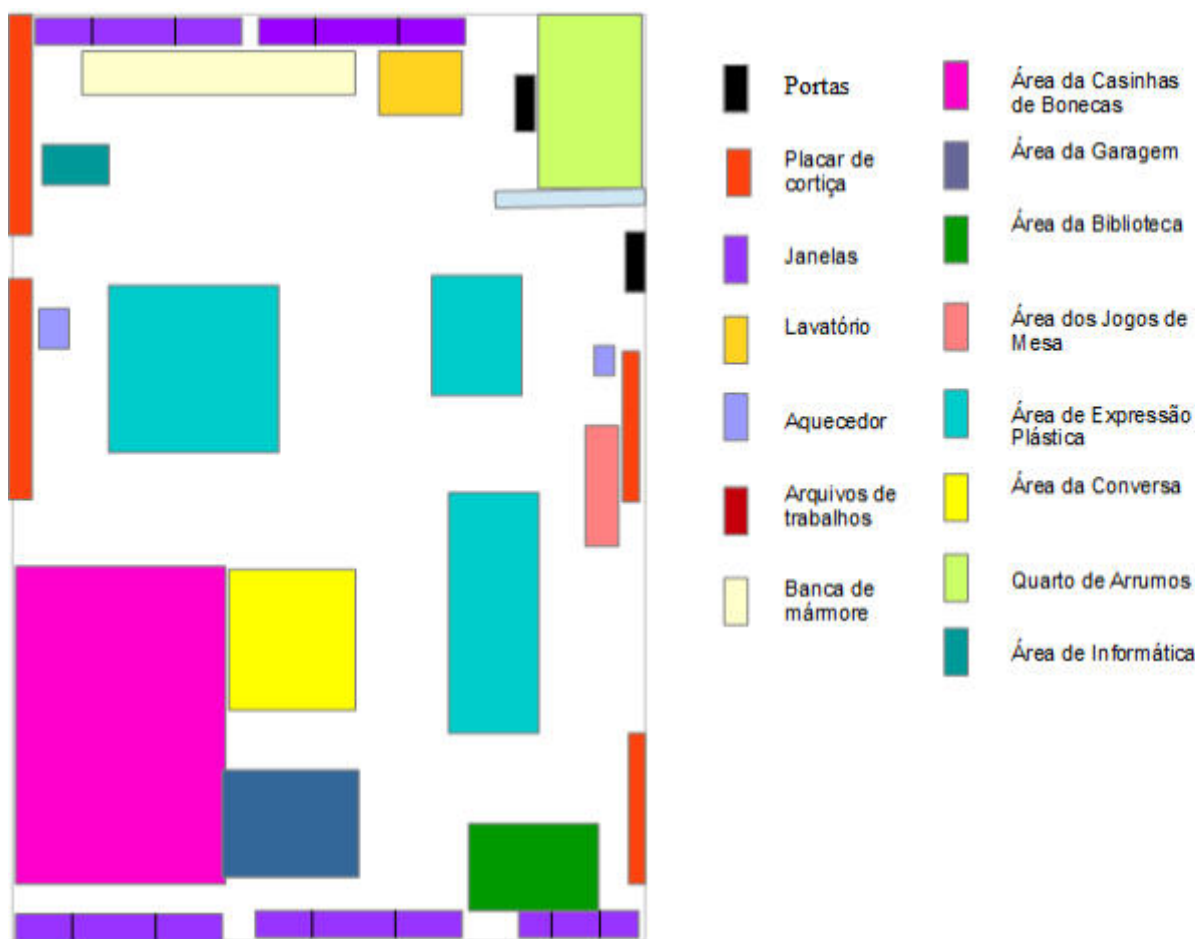 Portas
Placar de
cortiça
Janelas
Lavatório
Aquecedor
Arquivos de
trabalhos
Banca de
mármore
Área da Casinhas
de Bonecas
Área da Garagem
Área da Biblioteca
Área dos Jogos de
Mesa
Área de Expressão
Plástica
Área da Conversa
Quarto de Arrumos
Área de Informática